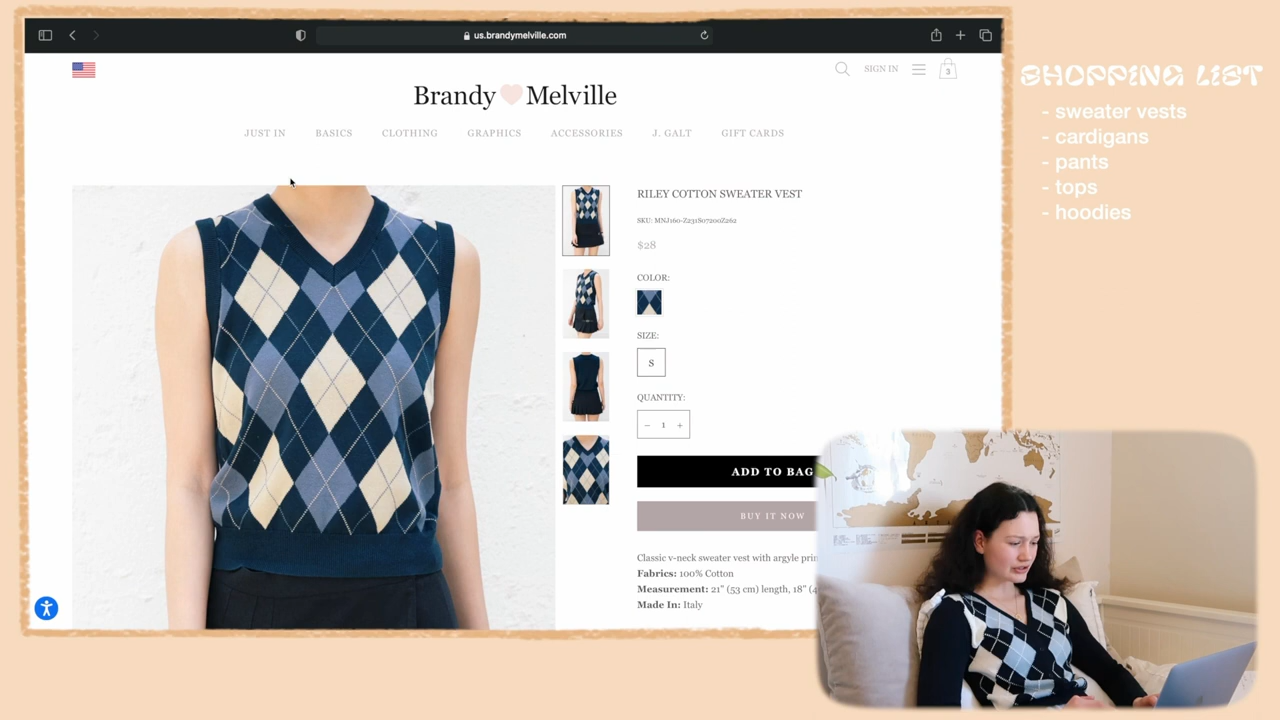 us.brandymelville.com
SIGN IN
3
Brandy Melville
JUST IN BASICS CLOTHING GRAPHICS ACCESSORIES J. GALT GIFT CARDS
RILEY COTTON SWEATER VEST
$28
COLOR:
SIZE:
S
QUANTITY:
− 1 +
ADD TO BAG
BUY IT NOW
Classic v-neck sweater vest with argyle
Fabrics: 100% Cotton
Measurement: 21" (53 cm) length, 18"
Made In: Italy
SHOPPING LIST
- sweater vests
- cardigans
- pants
- tops
- hoodies